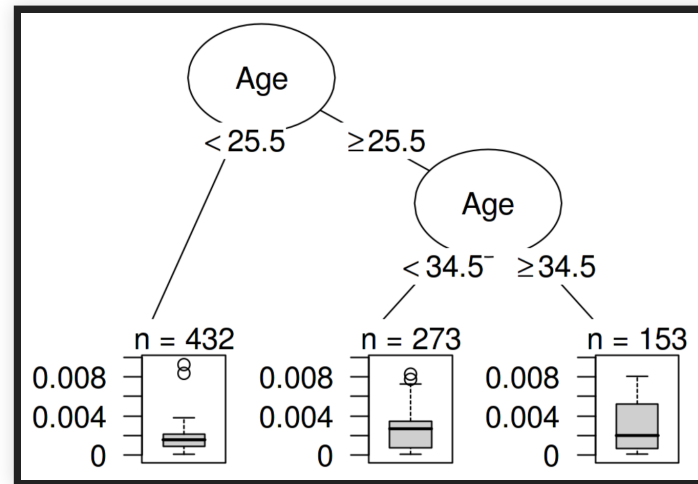 Age
< 25.5 ≥25.5
Age
< 34.5 ≥34.5
n = 432 n = 273 n = 153
0.008 0.008 0.008
0.004 0.004 0.004
0 0 0